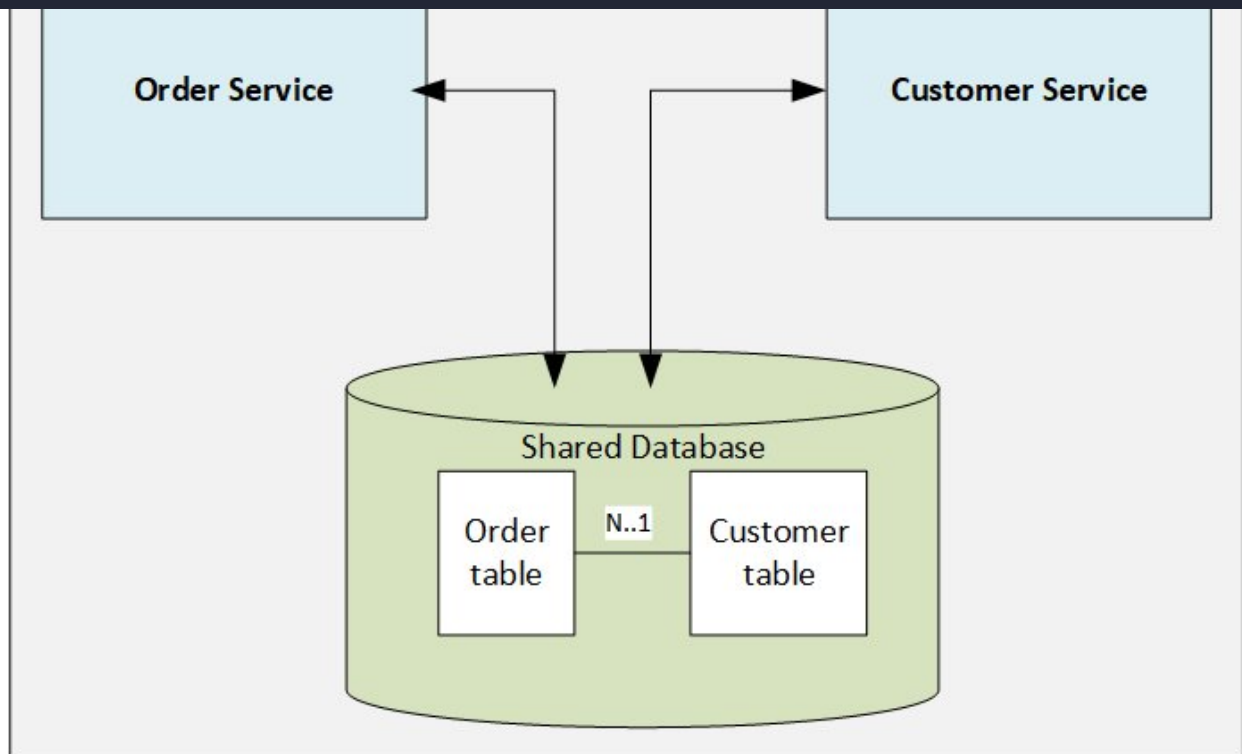 Order Service
Customer Service
Shared Database
Order
table
N..1
Customer
table